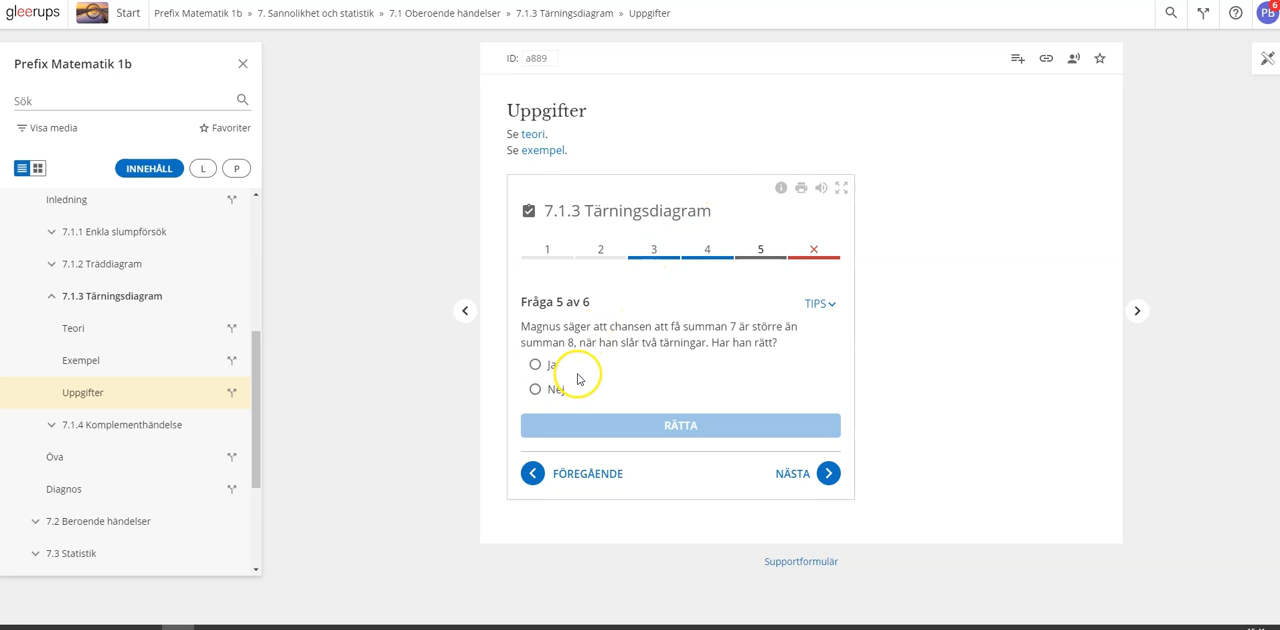 gleerups
Start
Prefix Matematik 1b » 7. Sannolikhet och statistik » 7.1 Oberoende händelser » 7.1.3 Tärningsdiagram » Uppgifter
PB
6
Prefix Matematik 1b
Sök
Visa media
Favoriter
INNEHÅLL
L
P
Inledning
7.1.1 Enkla slumpförsök
7.1.2 Träddiagram
7.1.3 Tärningsdiagram
Teori
Exempel
Uppgifter
7.1.4 Komplementhändelse
Öva
Diagnos
7.2 Beroende händelser
7.3 Statistik
ID: a889
Uppgifter
Se teori.
Se exempel.
7.1.3 Tärningsdiagram
1 2 3 4 5
Fråga 5 av 6
TIPS
Magnus säger att chansen att få summan 7 är större än
summan 8, när han slår två tärningar. Har han rätt?
Ja
Nej
RÄTTA
FÖREGÅENDE
NÄSTA
Supportformulär